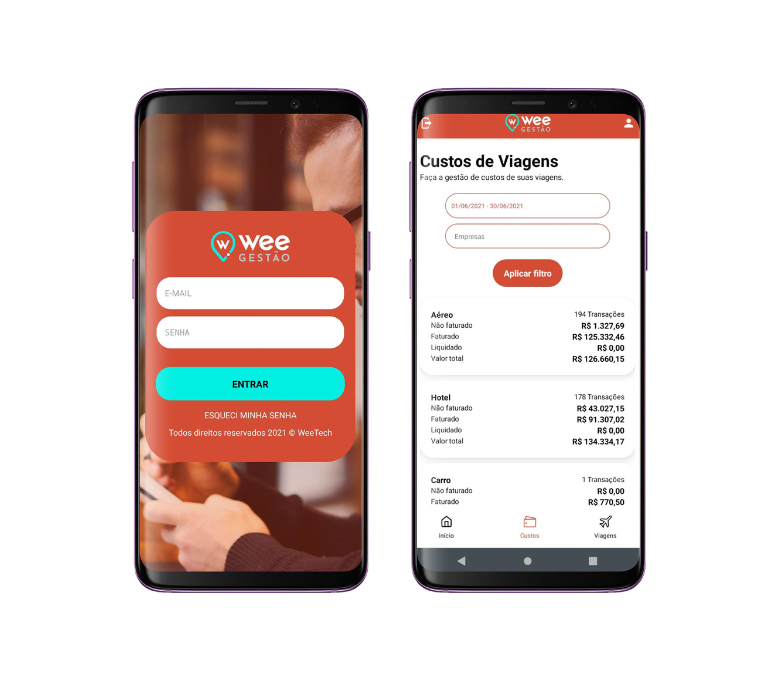 w wee
GESTÃO
E-MAIL
SENHA
ENTRAR
ESQUECI MINHA SENHA
Todos direitos reservados 2021 © WeeTech
w wee
GESTÃO
Custos de Viagens
Faça a gestão de custos de suas viagens.
01/06/2021 - 30/06/2021
Empresas
Aplicar filtro
Aéreo 194 Transações
Não faturado R$ 1.327,69
Faturado R$ 125.332,46
Liquidado R$ 0,00
Valor total R$ 126.660,15
Hotel 178 Transações
Não faturado R$ 43.027,15
Faturado R$ 91.307,02
Liquidado R$ 0,00
Valor total R$ 134.334,17
Carro 1 Transações
Não faturado R$ 0,00
Faturado R$ 770,50
Início Custos Viagens